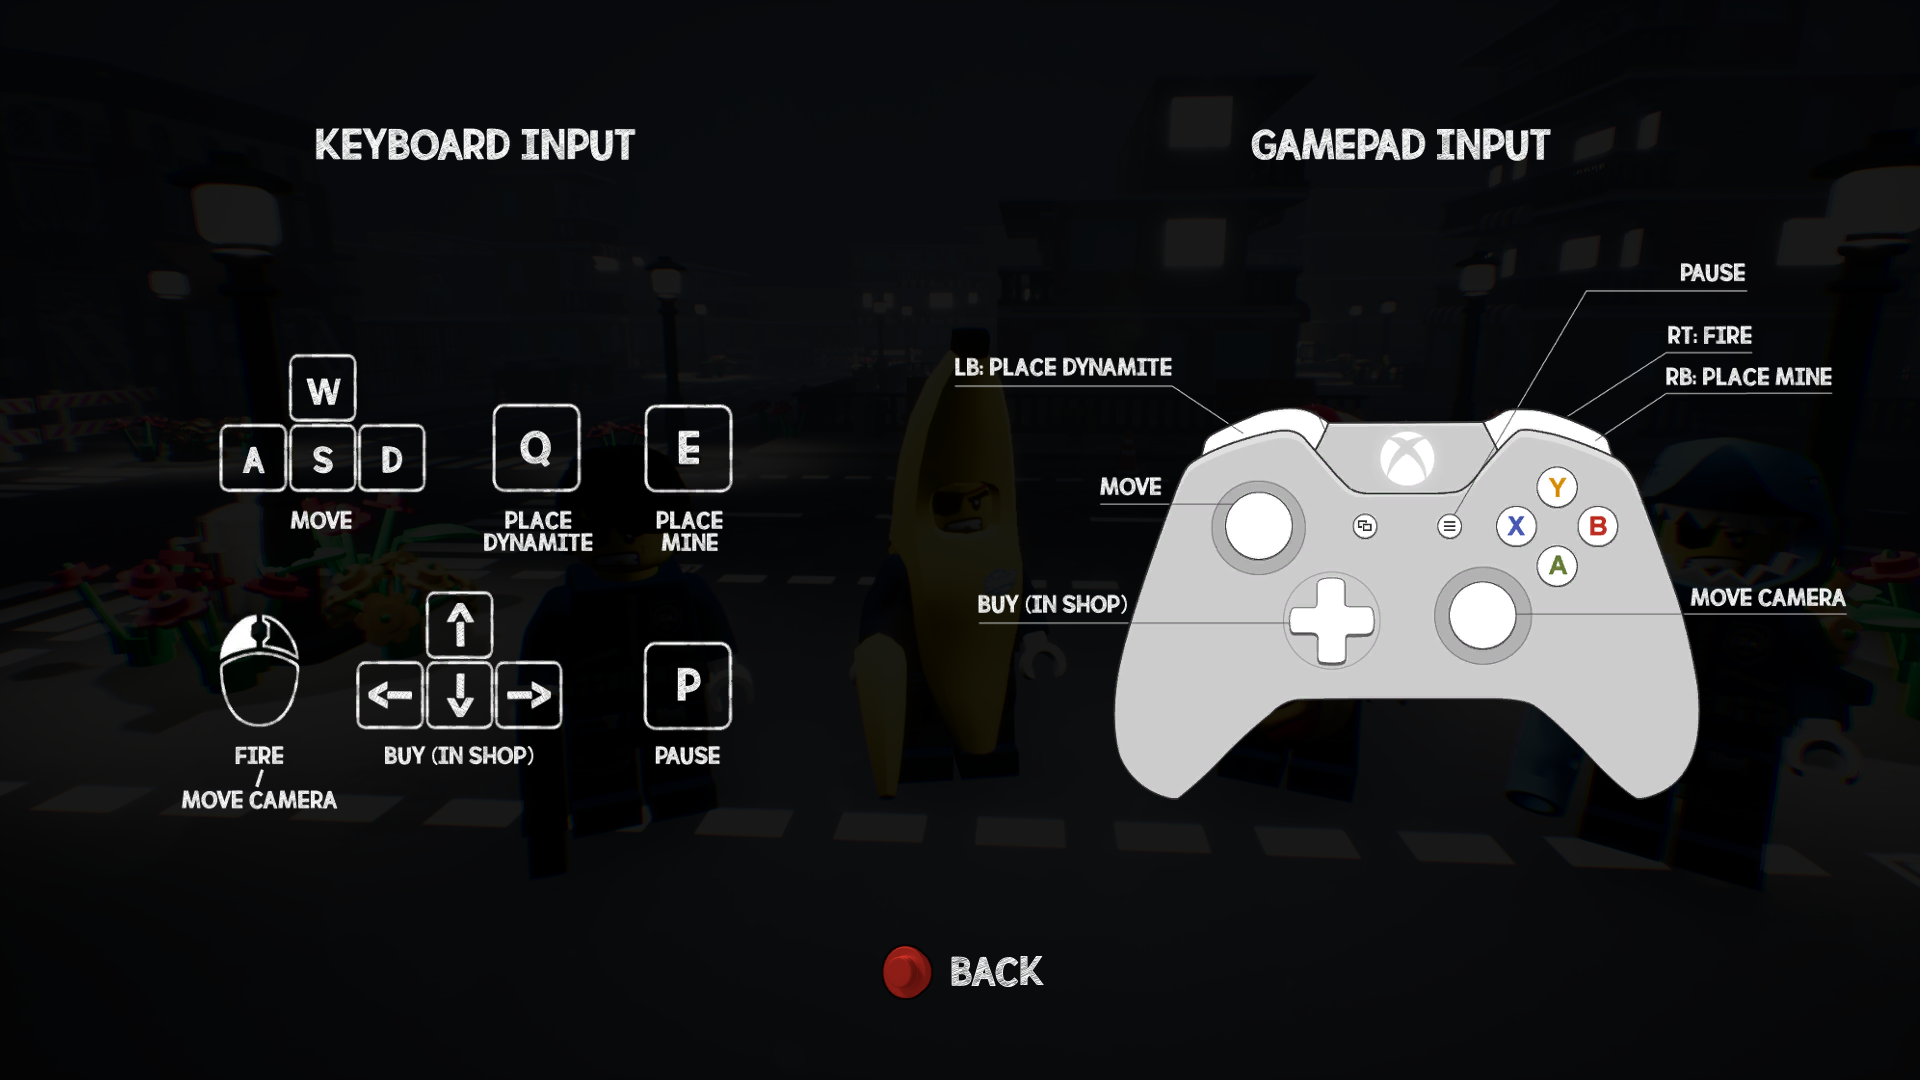 KEYBOARD INPUT
W
A S D
MOVE
Q
PLACE
DYNAMITE
E
PLACE
MINE
FIRE
/
MOVE CAMERA
↑
← ↓ →
BUY (IN SHOP)
P
PAUSE
GAMEPAD INPUT
PAUSE
RT: FIRE
RB: PLACE MINE
LB: PLACE DYNAMITE
MOVE
BUY (IN SHOP)
Y
X B
A
MOVE CAMERA
BACK